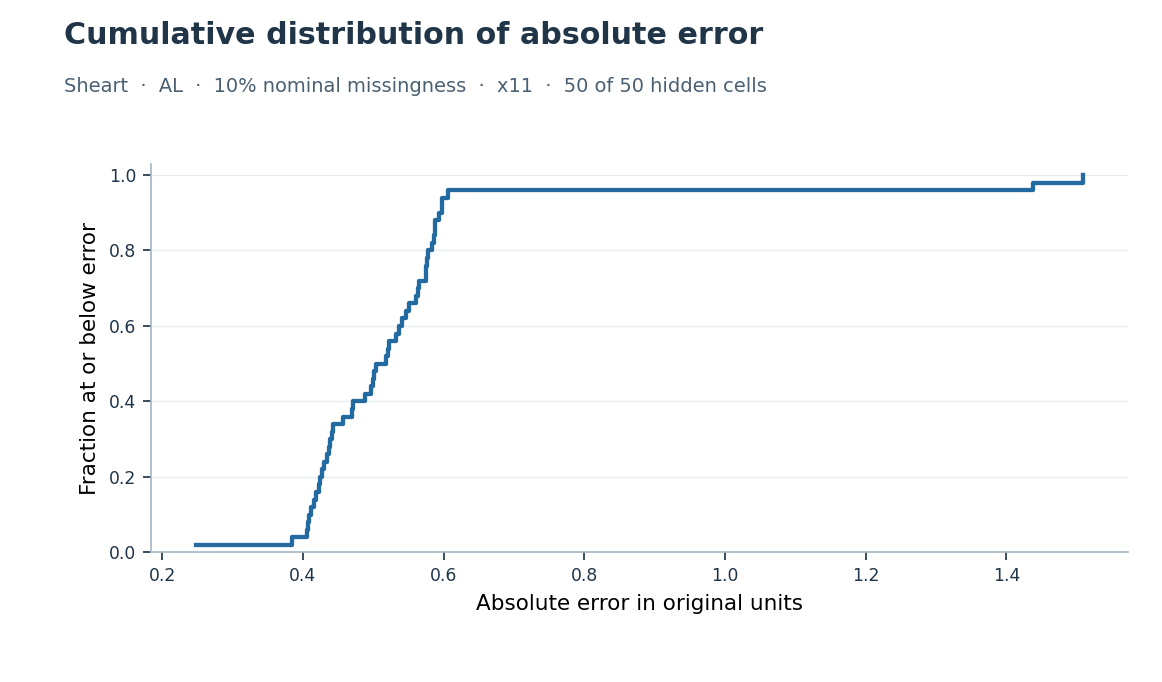 Cumulative distribution of absolute error
Sheart · AL · 10% nominal missingness · x11 · 50 of 50 hidden cells
Fraction at or below error
1.0
0.8
0.6
0.4
0.2
0.0
0.2 0.4 0.6 0.8 1.0 1.2 1.4
Absolute error in original units